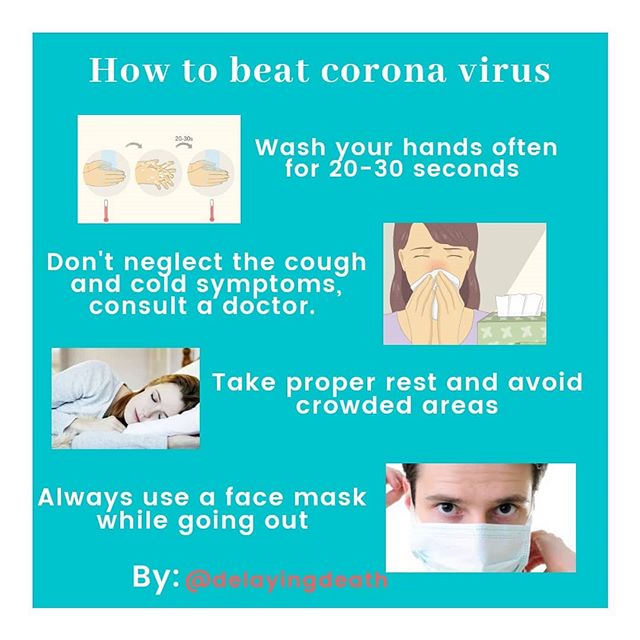 How to beat corona virus
20-30s
Wash your hands often
for 20-30 seconds
Don't neglect the cough
and cold symptoms,
consult a doctor.
Take proper rest and avoid
crowded areas
Always use a face mask
while going out
By: @delayingdeath